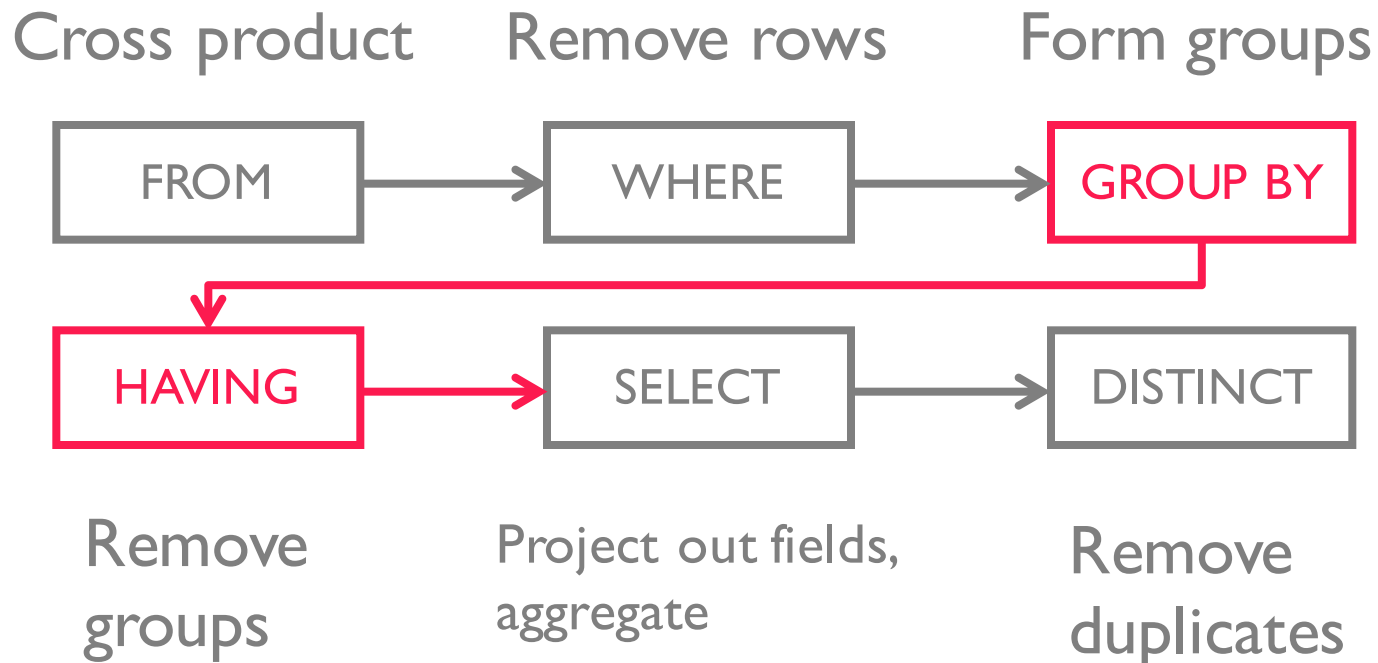 Cross product
Remove rows
Form groups
FROM
WHERE
GROUP BY
HAVING
SELECT
DISTINCT
Remove
groups
Project out fields,
aggregate
Remove
duplicates